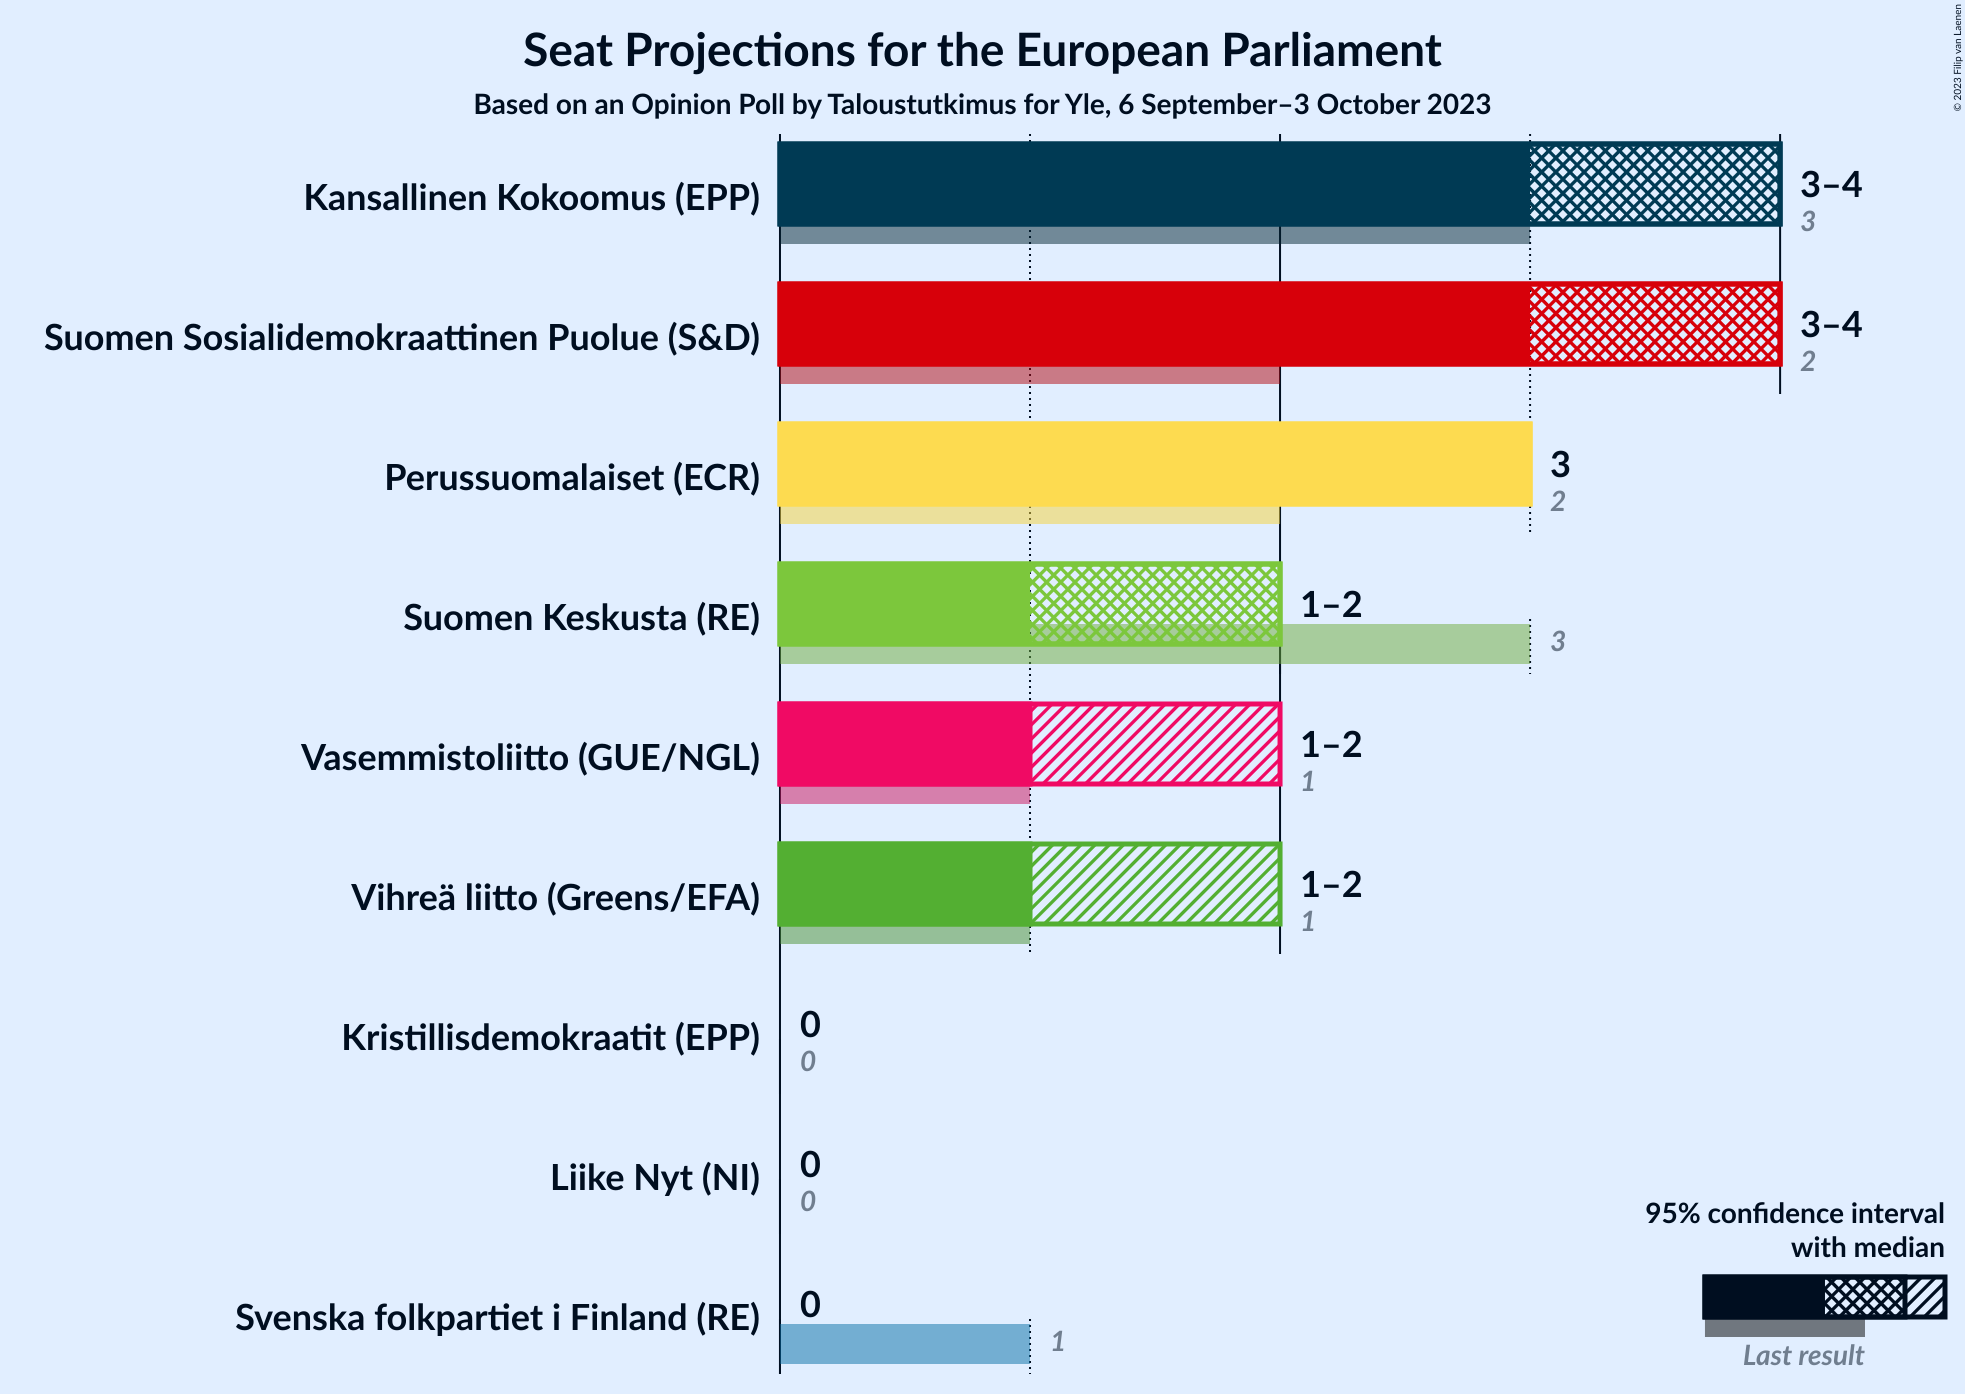 Seat Projections for the European Parliament
Based on an Opinion Poll by Taloustutkimus for Yle, 6 September–3 October 2023
© 2023 Filip van Laenen
Kansallinen Kokoomus (EPP)
3–4
3
Suomen Sosialidemokraattinen Puolue (S&D)
3–4
2
Perussuomalaiset (ECR)
3
2
Suomen Keskusta (RE)
1–2
3
Vasemmistoliitto (GUE/NGL)
1–2
1
Vihreä liitto (Greens/EFA)
1–2
1
Kristillisdemokraatit (EPP)
0
0
Liike Nyt (NI)
0
0
Svenska folkpartiet i Finland (RE)
0
1
95% confidence interval
with median
Last result